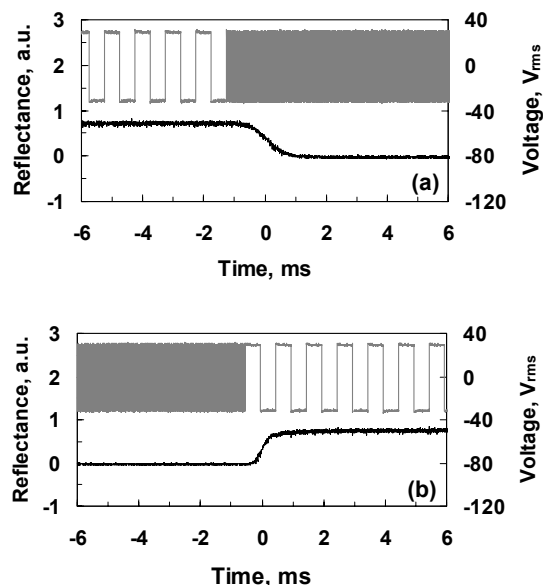 Reflectance, a.u.
3
2
1
0
-1
40
0
-40
-80
-120
Voltage, Vrms
(a)
-6 -4 -2 0 2 4 6
Time, ms
Reflectance, a.u.
3
2
1
0
-1
40
0
-40
-80
-120
Voltage, Vrms
(b)
-6 -4 -2 0 2 4 6
Time, ms